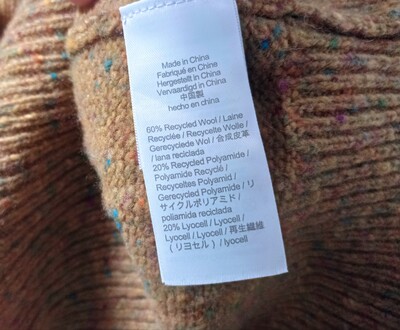 Made in China
Fabriqué en Chine
Hergestellt in China
Vervaardigd in China
中国製
hecho en china
60% Recycled Wool / Laine
Recyclée / Recycelte Wolle /
Gerecyclede Wol / 合成皮革
/ lana reciclada
20% Recycled Polyamide /
Polyamide Recyclé /
Recyceltes Polyamid /
Gerecycled Polyamide / リ
サイクルポリアミド /
poliamida reciclada
20% Lyocell / Lyocell /
Lyocell / Lyocell / 再生繊維
（リヨセル） / lyocell